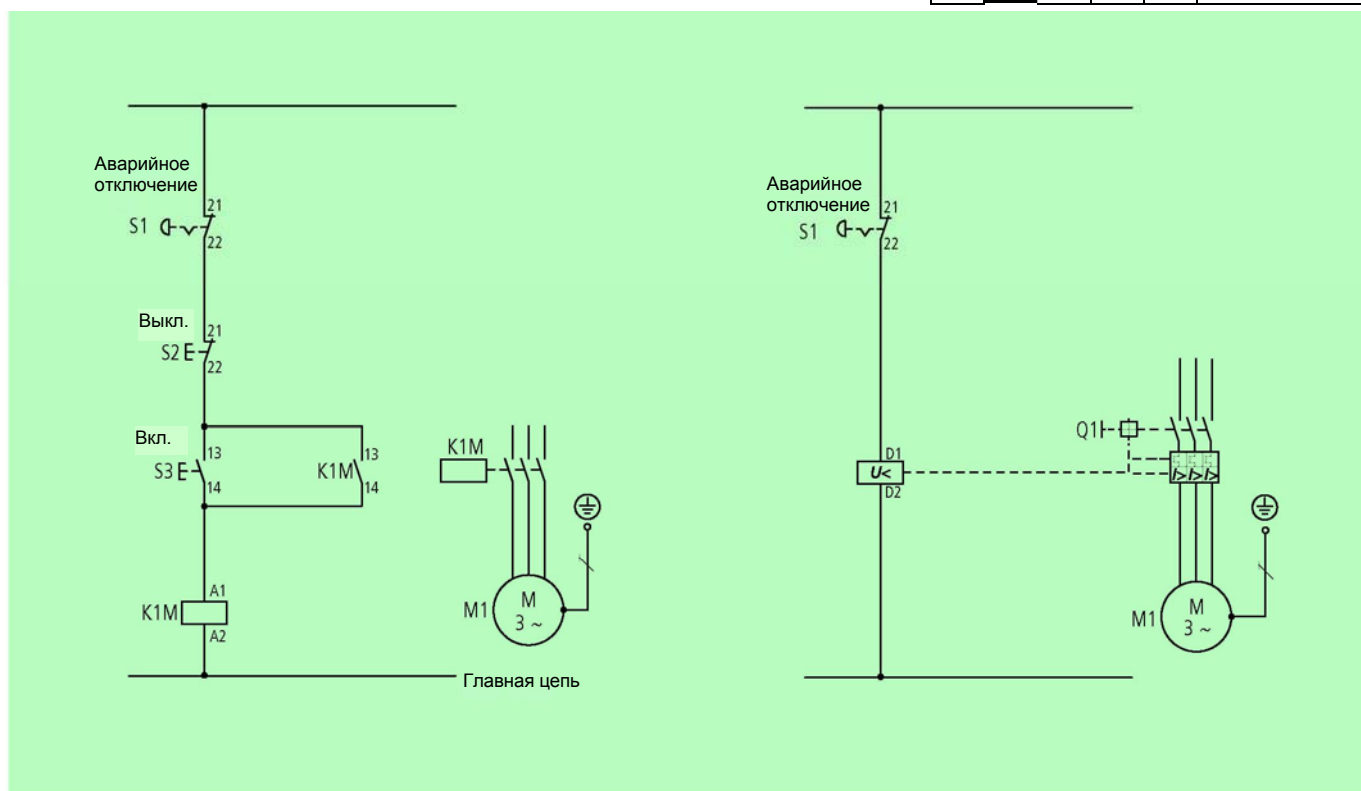 Аварийное
отключение
21
S1
22
Выкл.
21
S2
22
Вкл.
13
S3
14
K1M
13
14
K1M
A1
K1M
A2
M1
M
3 ~
Главная цепь
Аварийное
отключение
21
S1
22
D1
U<
D2
Q1
I> I> I>
M1
M
3 ~